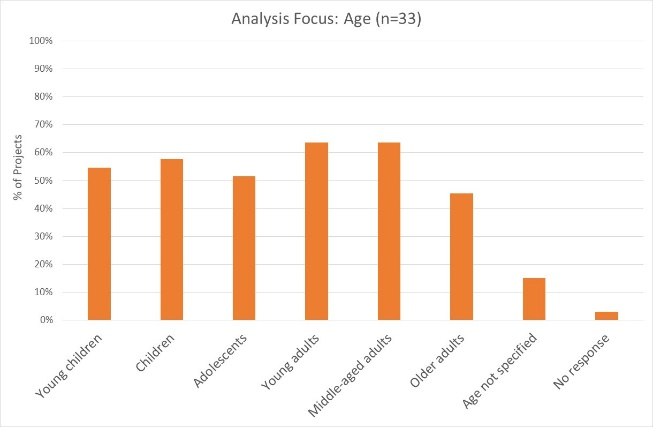 Analysis Focus: Age (n=33)
100%
90%
80%
70%
60%
50%
40%
30%
20%
10%
0%
% of Projects
Young children
Children
Adolescents
Young adults
Middle-aged adults
Older adults
Age not specified
No response